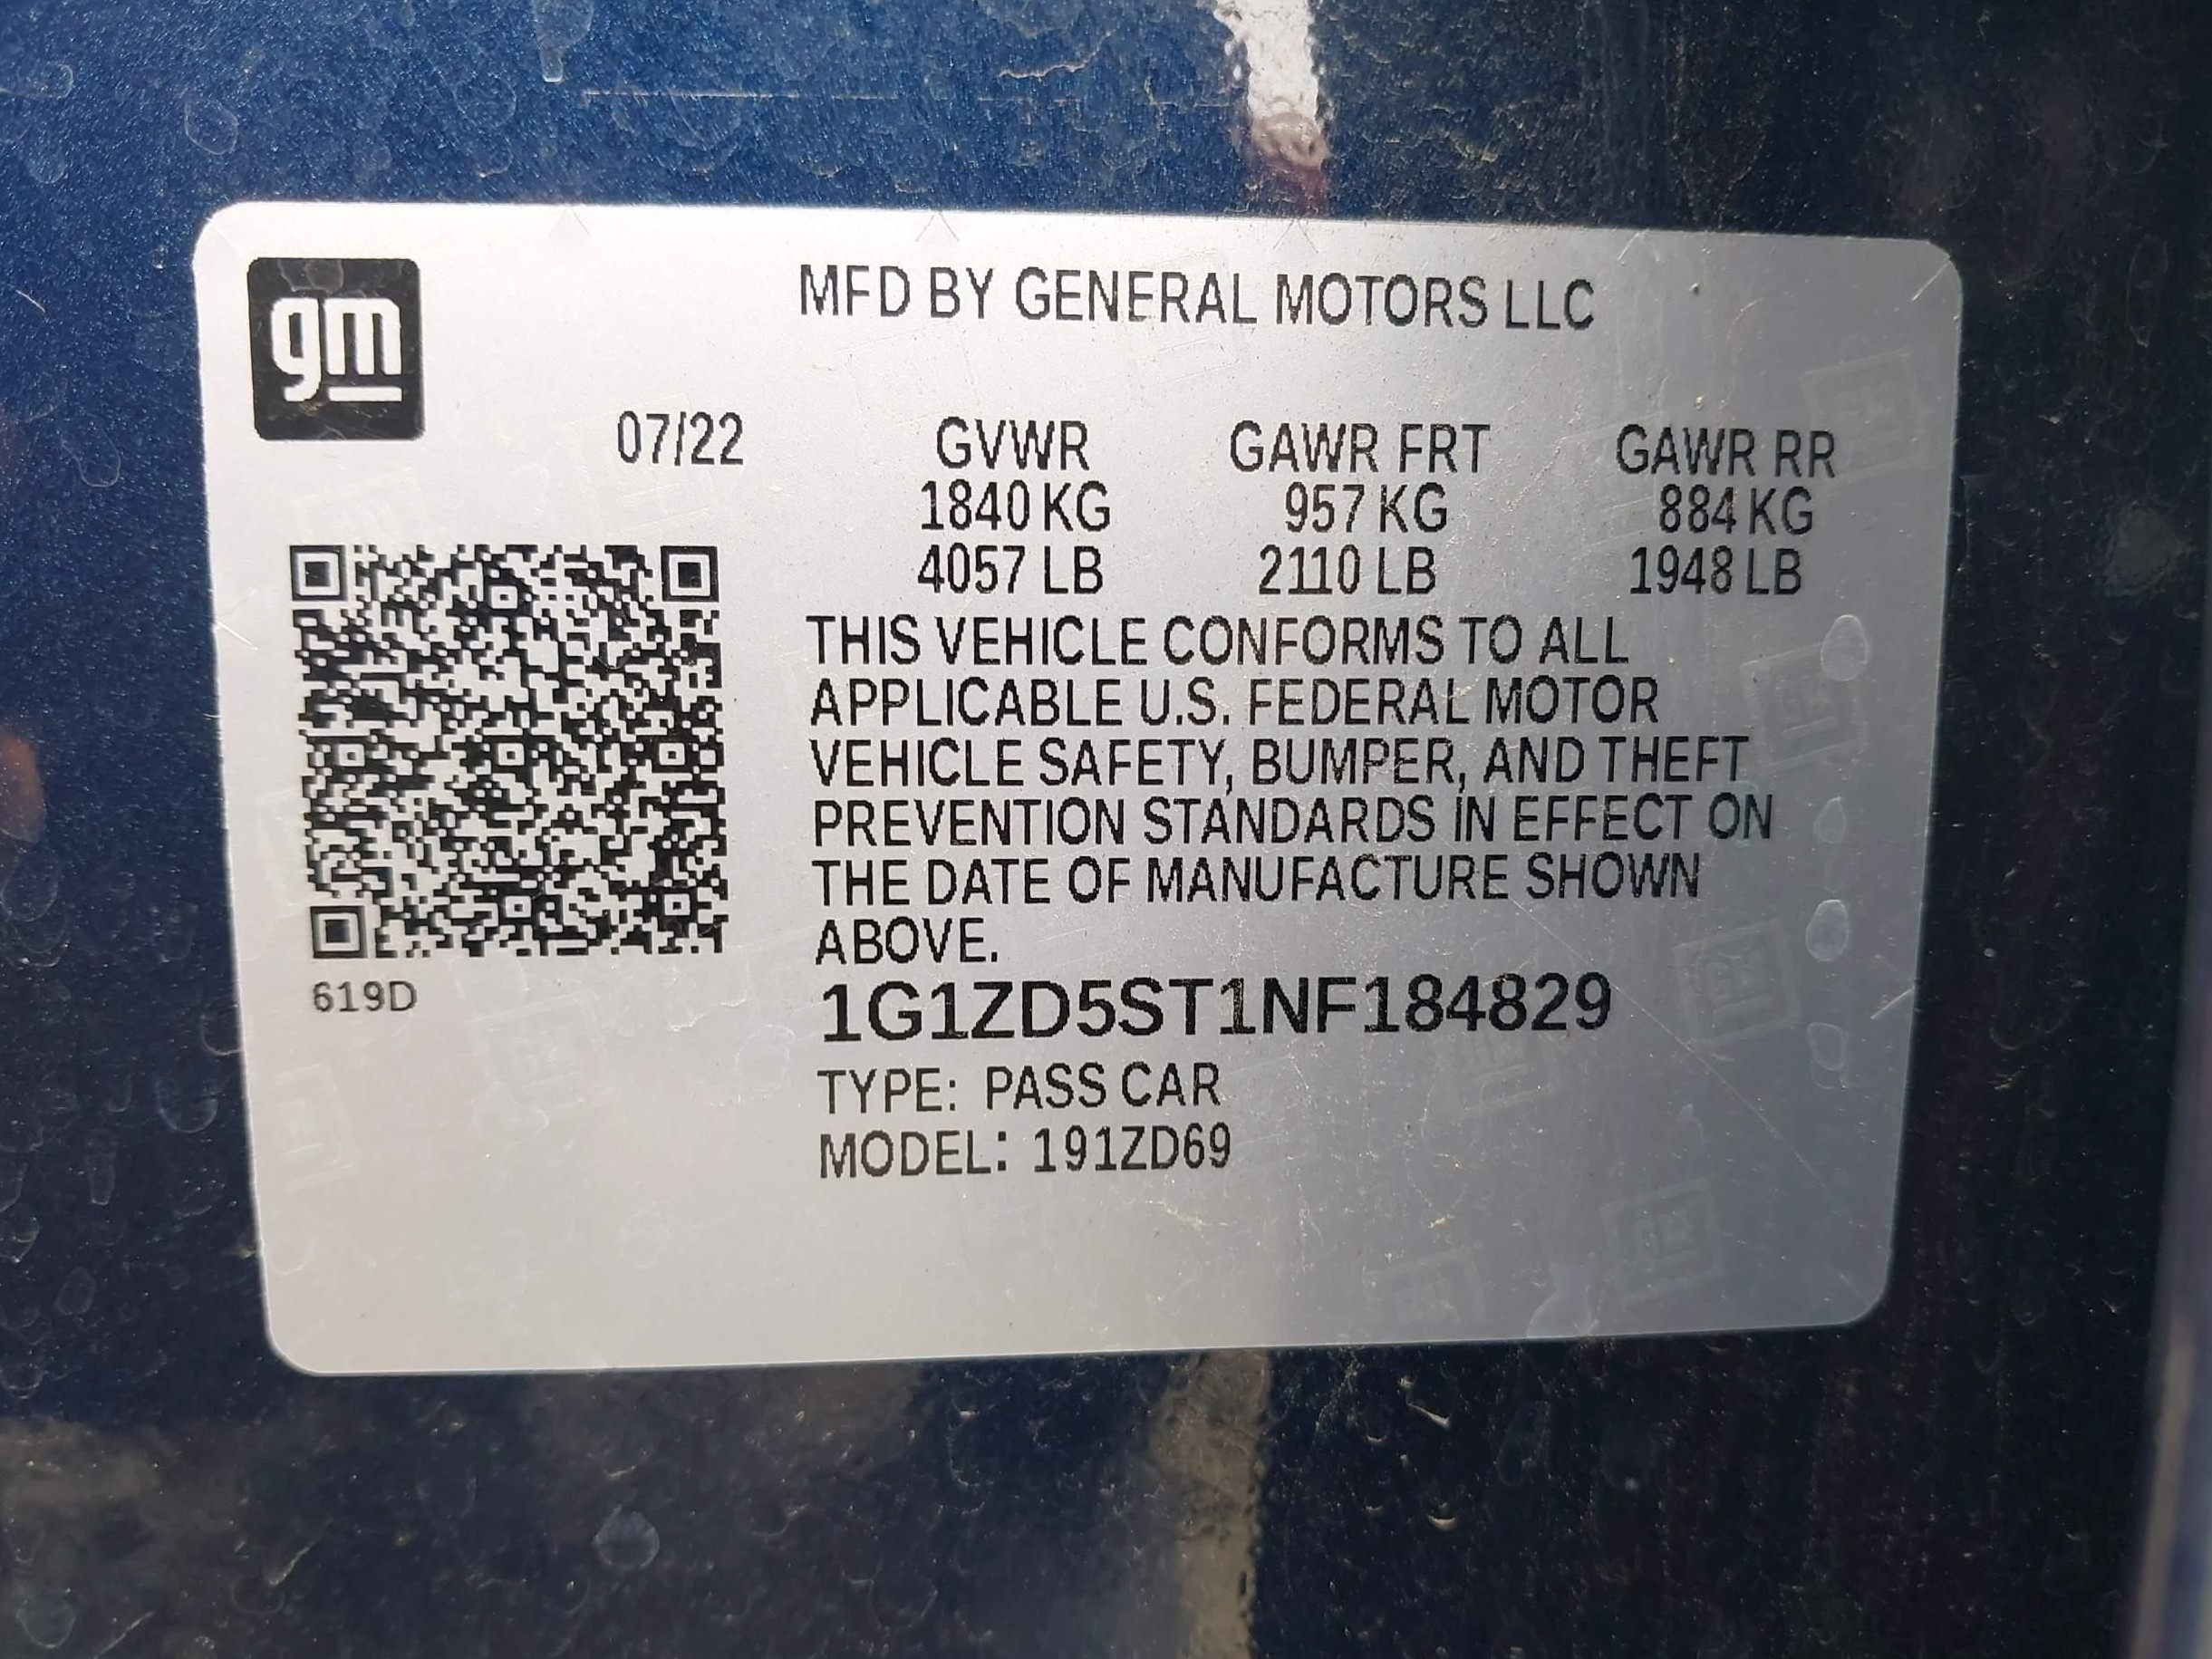 gm
MFD BY GENERAL MOTORS LLC
07/22 GVWR GAWR FRT GAWR RR
1840 KG 957 KG 884 KG
4057 LB 2110 LB 1948 LB
THIS VEHICLE CONFORMS TO ALL
APPLICABLE U.S. FEDERAL MOTOR
VEHICLE SAFETY, BUMPER, AND THEFT
PREVENTION STANDARDS IN EFFECT ON
THE DATE OF MANUFACTURE SHOWN
ABOVE.
619D
1G1ZD5ST1NF184829
TYPE: PASS CAR
MODEL: 191ZD69